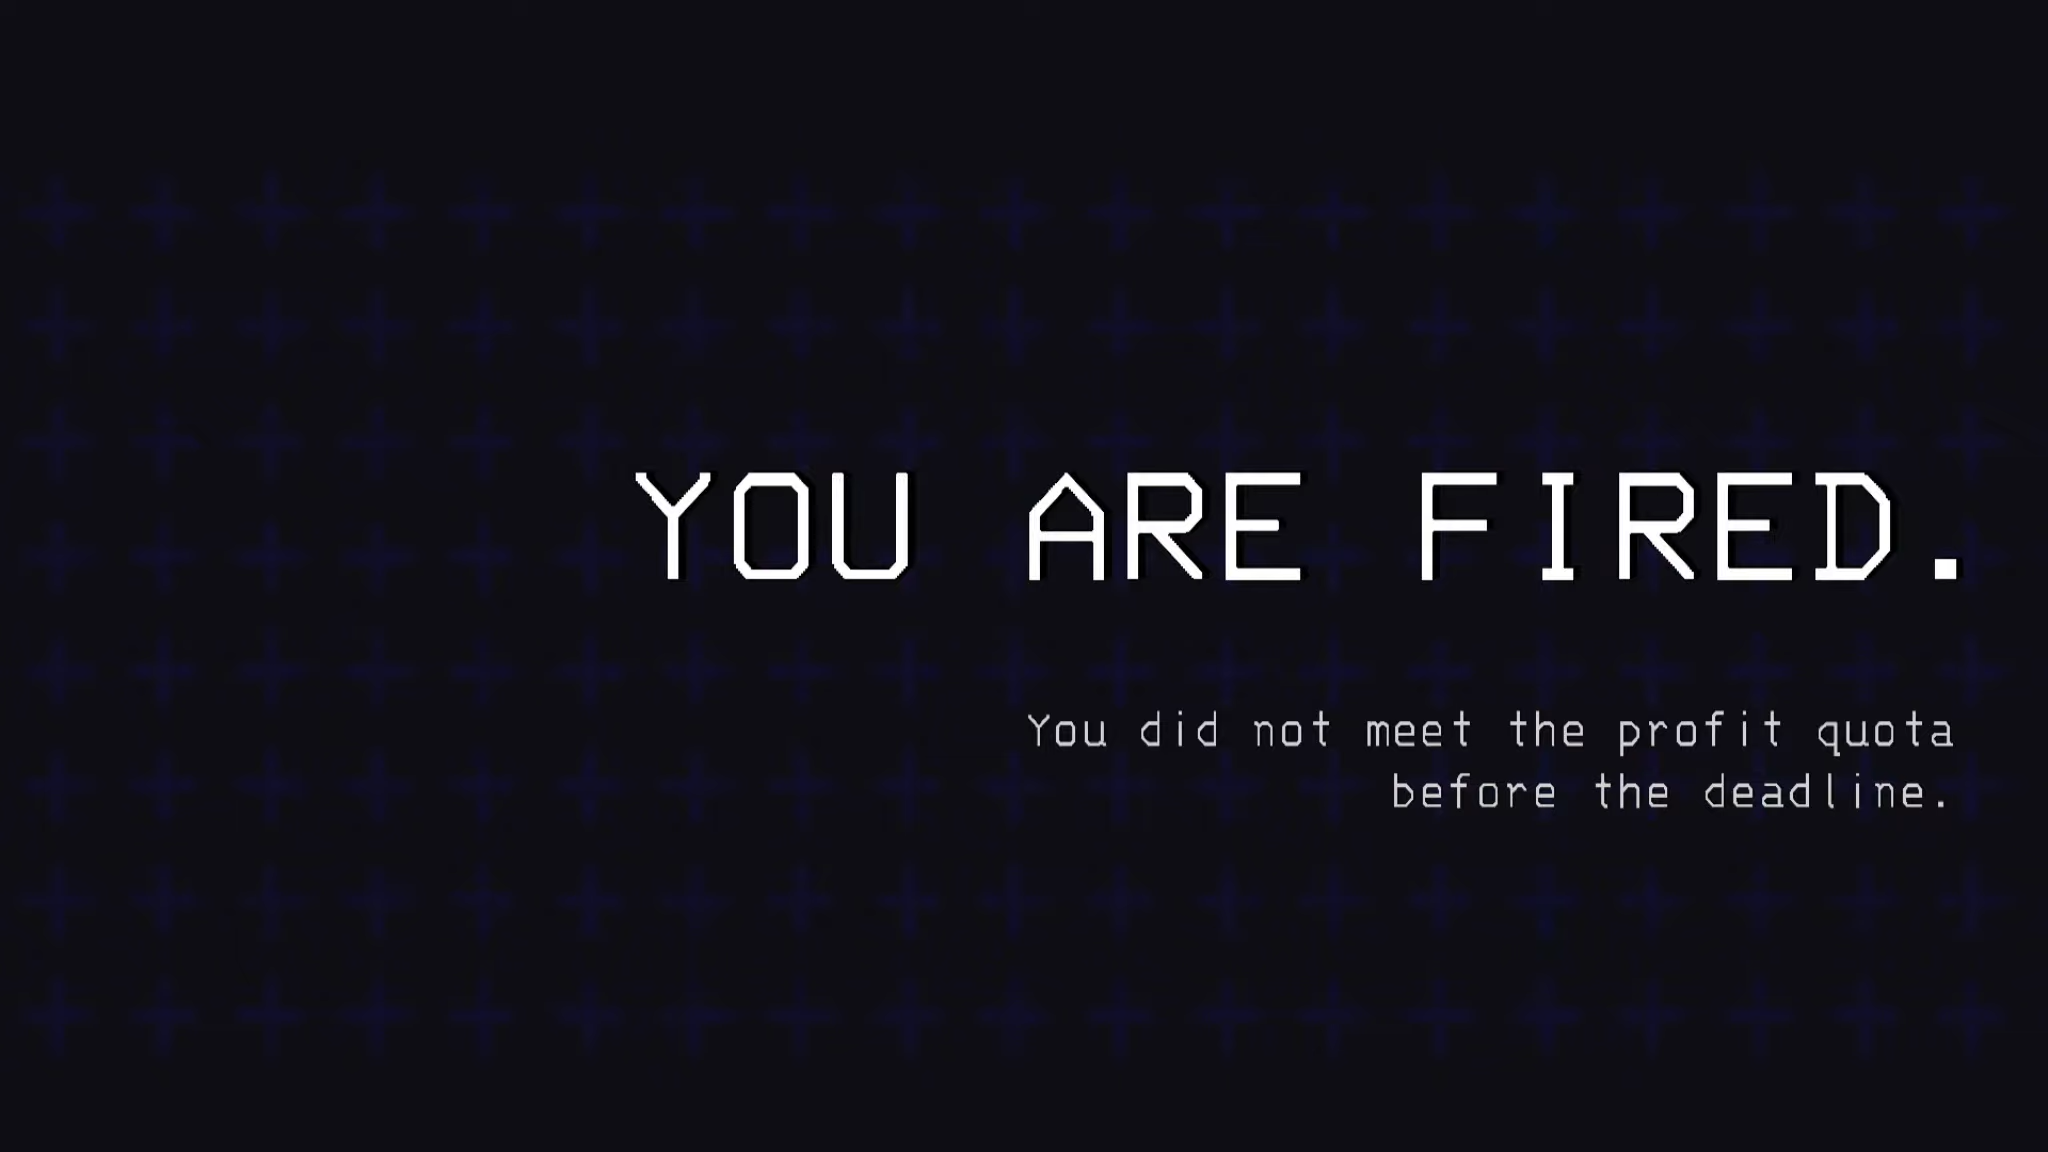 YOU ARE FIRED.
You did not meet the profit quota
before the deadline.